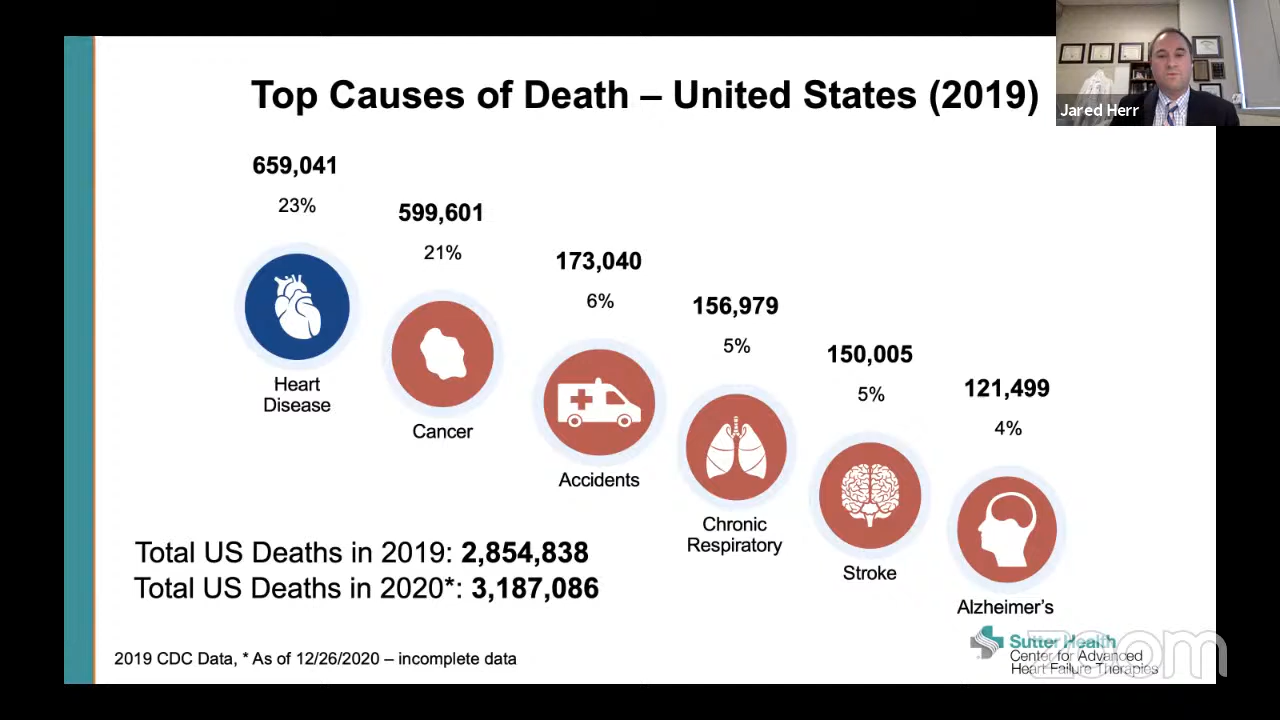 Top Causes of Death – United States (2019)
Jared Herr
659,041
23%
Heart
Disease
599,601
21%
Cancer
173,040
6%
Accidents
156,979
5%
Chronic
Respiratory
150,005
5%
Stroke
121,499
4%
Alzheimer's
Total US Deaths in 2019: 2,854,838
Total US Deaths in 2020*: 3,187,086
2019 CDC Data, * As of 12/26/2020 – incomplete data
Sutter Health
Center for Advanced
Heart Failure Therapies
zoom